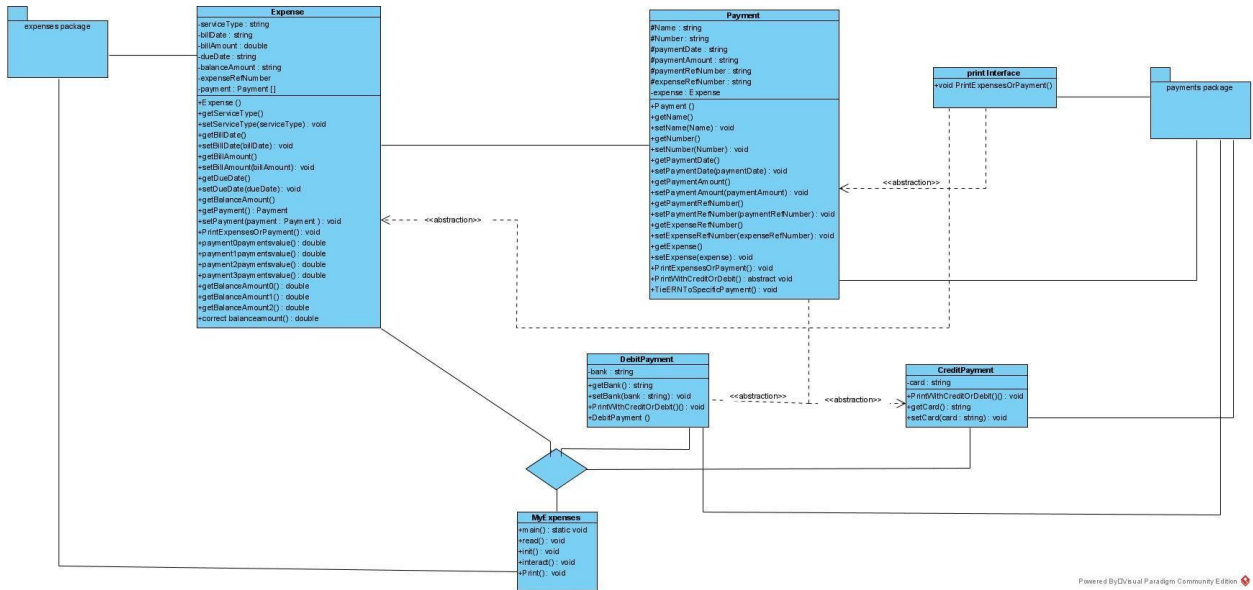 expenses package
Expense
-serviceType : string
-billDate : string
-billAmount : double
-dueDate : string
-balanceAmount : string
-expenseRefNumber
-payment : Payment []
+Expense ()
+getServiceType()
+setServiceType(serviceType) : void
+getBillDate()
+setBillDate(billDate) : void
+getBillAmount()
+setBillAmount(billAmount) : void
+getDueDate()
+setDueDate(dueDate) : void
+getBalanceAmount()
+getPayment() : Payment
+setPayment(payment : Payment ) : void
+PrintExpensesOrPayment() : void
+payment0paymentsvalue() : double
+payment1paymentsvalue() : double
+payment2paymentsvalue() : double
+payment3paymentsvalue() : double
+getBalanceAmount0() : double
+getBalanceAmount1() : double
+getBalanceAmount2() : double
+correct balanceamount() : double
Payment
#Name : string
#Number : string
#paymentDate : string
#paymentAmount : string
#paymentRefNumber : string
#expenseRefNumber : string
-expense : Expense
+Payment ()
+getName()
+setName(Name) : void
+getNumber()
+setNumber(Number) : void
+getPaymentDate()
+setPaymentDate(paymentDate) : void
+getPaymentAmount()
+setPaymentAmount(paymentAmount) : void
+getPaymentRefNumber()
+setPaymentRefNumber(paymentRefNumber) : void
+getExpenseRefNumber()
+setExpenseRefNumber(expenseRefNumber) : void
+getExpense()
+setExpense(expense) : void
+PrintExpensesOrPayment() : void
+PrintWithCreditOrDebit() : abstract void
+TieERNToSpecificPayment() : void
print Interface
+void PrintExpensesOrPayment()
payments package
<<abstraction>>
<<abstraction>>
DebitPayment
-bank : string
+getBank() : string
+setBank(bank : string) : void
+PrintWithCreditOrDebit()() : void
+DebitPayment ()
<<abstraction>>
<<abstraction>>
CreditPayment
-card : string
+PrintWithCreditOrDebit()() : void
+getCard() : string
+setCard(card : string) : void
MyExpenses
+main() : static void
+read() : void
+init() : void
+interact() : void
+Print() : void
Powered By Visual Paradigm Community Edition